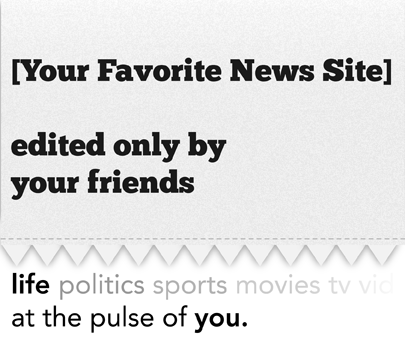 [Your Favorite News Site]
edited only by
your friends
life politics sports movies tv vid
at the pulse of you.